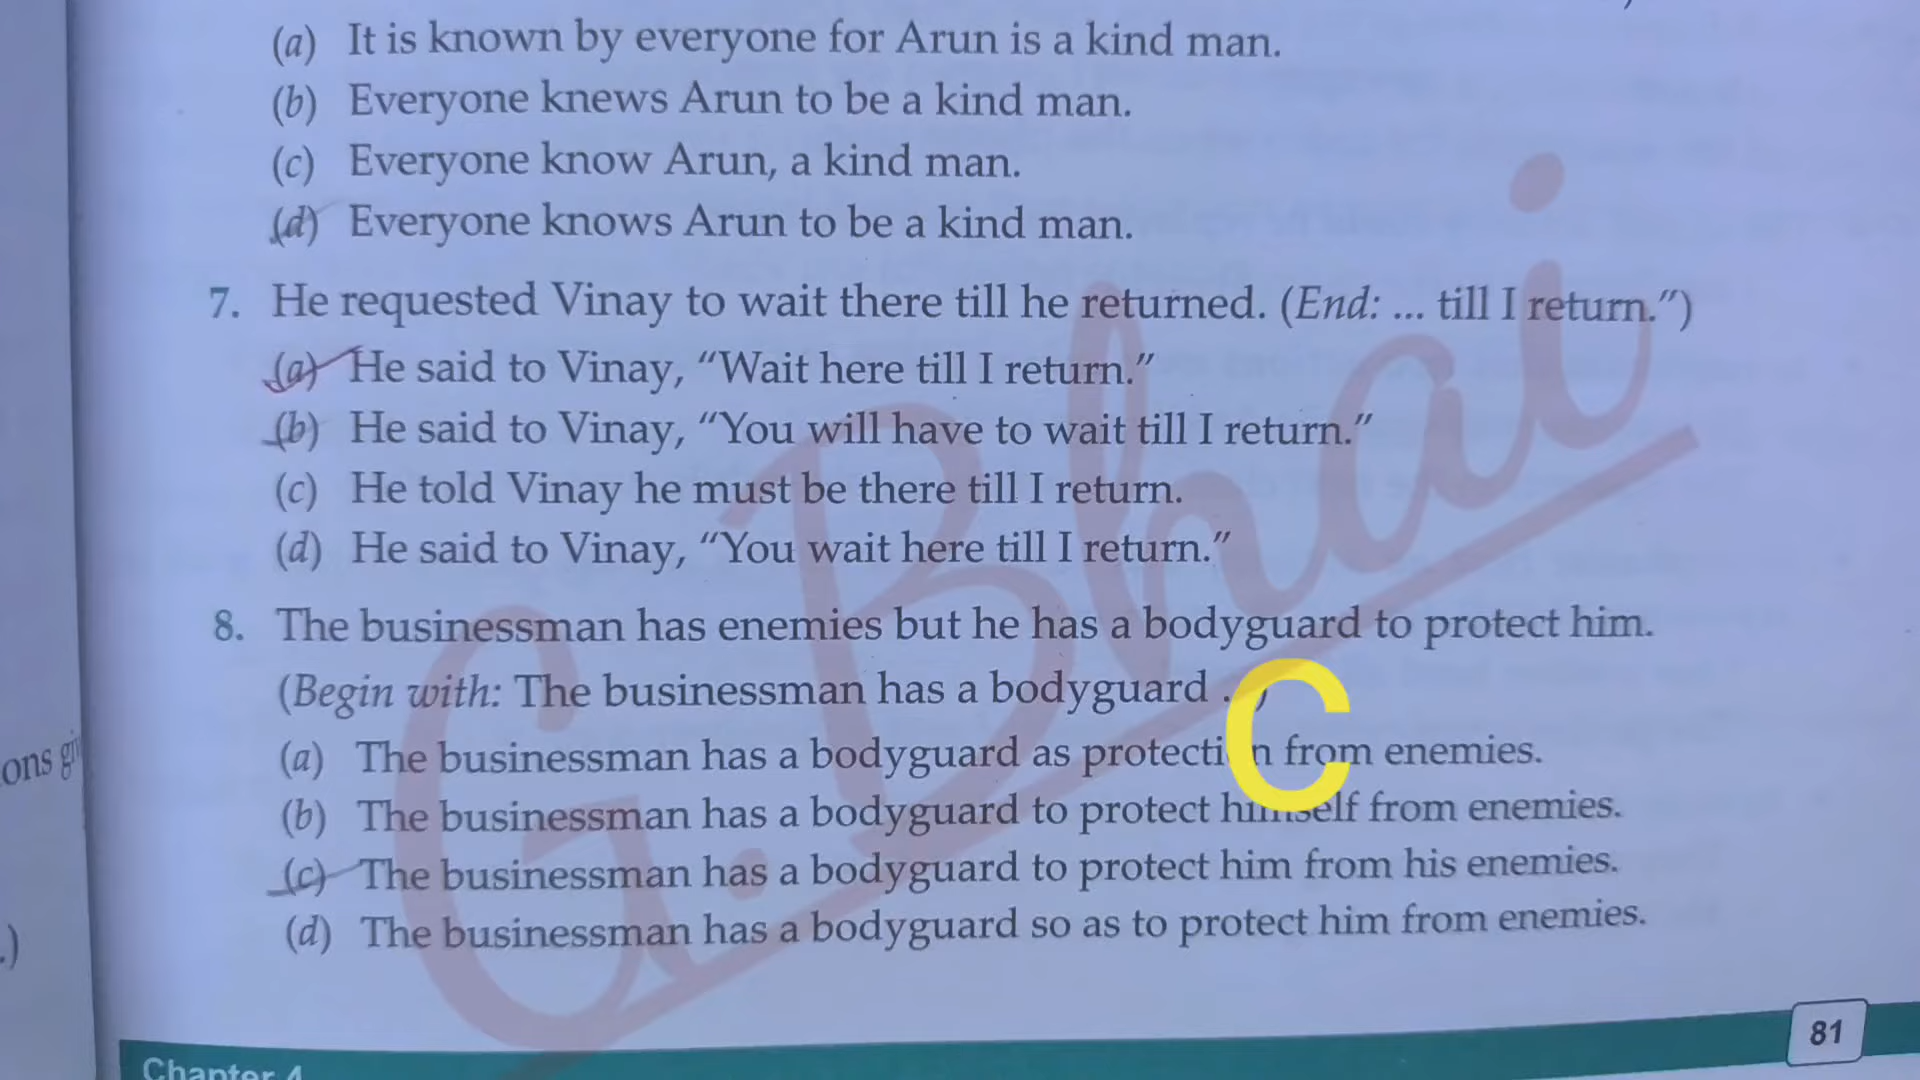 (a) It is known by everyone for Arun is a kind man.
(b) Everyone knews Arun to be a kind man.
(c) Everyone know Arun, a kind man.
(d) Everyone knows Arun to be a kind man.
7. He requested Vinay to wait there till he returned. (End: ... till I return.")
(a) He said to Vinay, "Wait here till I return."
(b) He said to Vinay, "You will have to wait till I return."
(c) He told Vinay he must be there till I return.
(d) He said to Vinay, "You wait here till I return."
8. The businessman has enemies but he has a bodyguard to protect him.
(Begin with: The businessman has a bodyguard . )
C
(a) The businessman has a bodyguard as protection from enemies.
(b) The businessman has a bodyguard to protect himself from enemies.
(c) The businessman has a bodyguard to protect him from his enemies.
(d) The businessman has a bodyguard so as to protect him from enemies.
ons
.)
G.Bhai
81
Chapter 4